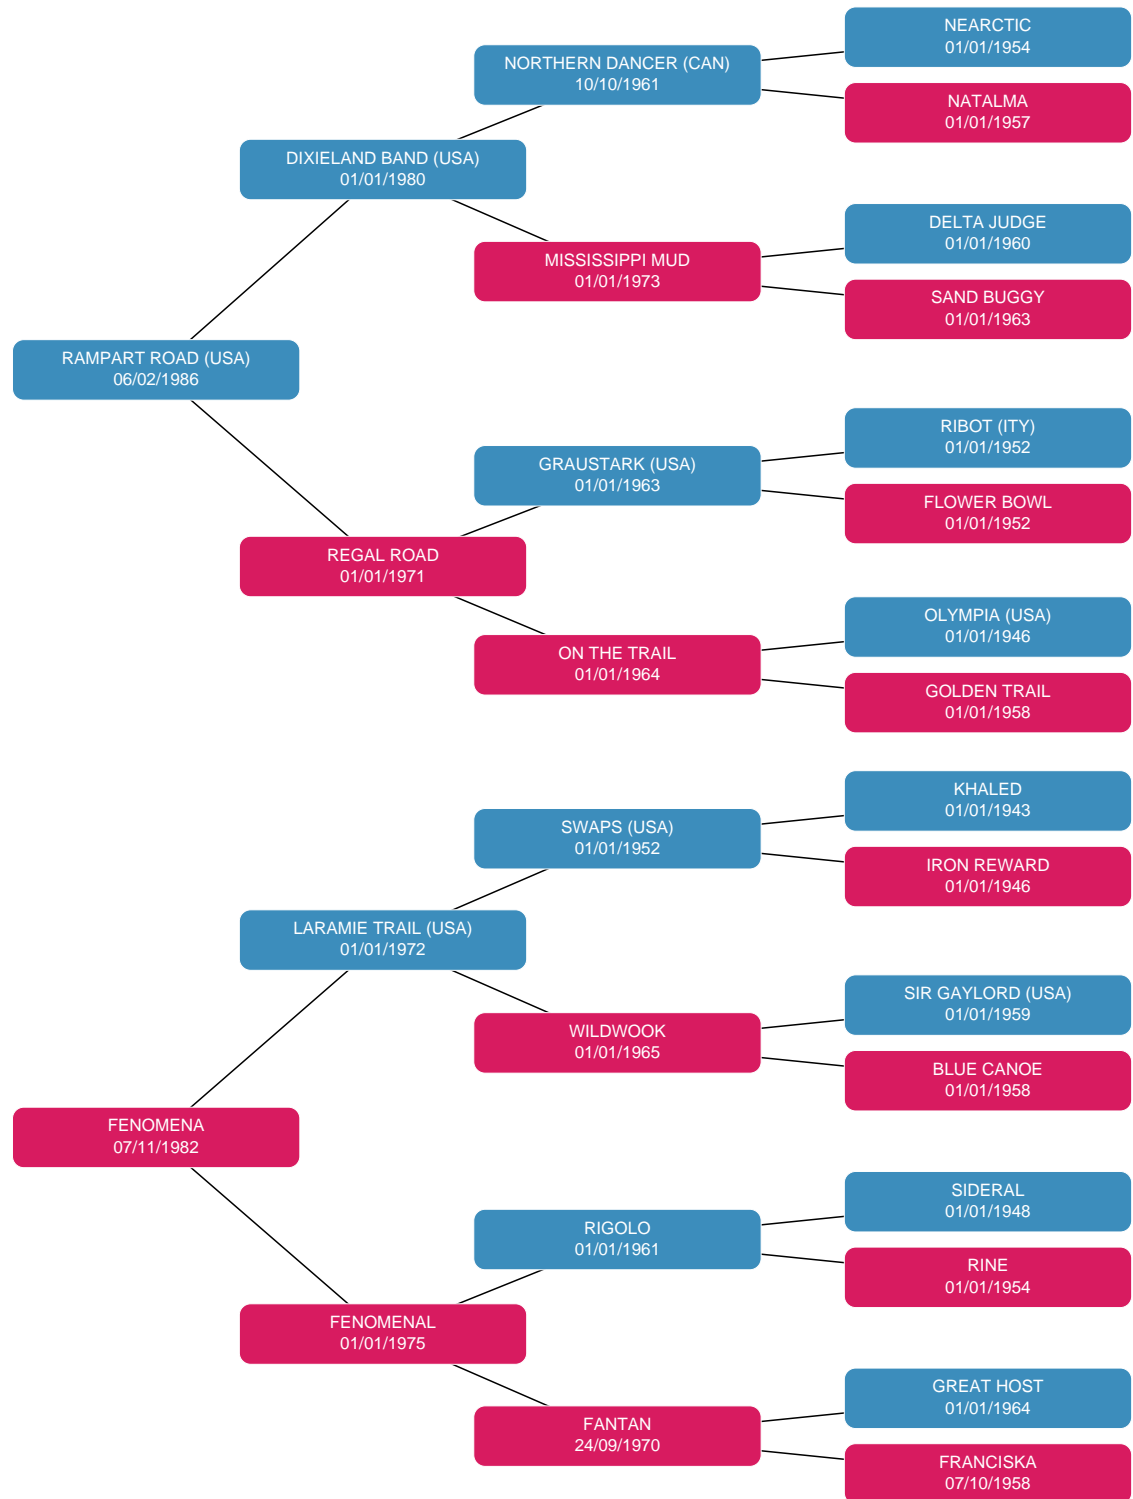 NEARCTIC
01/01/1954
NORTHERN DANCER (CAN)
10/10/1961
NATALMA
01/01/1957
DIXIELAND BAND (USA)
01/01/1980
DELTA JUDGE
01/01/1960
MISSISSIPPI MUD
01/01/1973
SAND BUGGY
01/01/1963
RAMPART ROAD (USA)
06/02/1986
RIBOT (ITY)
01/01/1952
GRAUSTARK (USA)
01/01/1963
FLOWER BOWL
01/01/1952
REGAL ROAD
01/01/1971
OLYMPIA (USA)
01/01/1946
ON THE TRAIL
01/01/1964
GOLDEN TRAIL
01/01/1958
KHALED
01/01/1943
SWAPS (USA)
01/01/1952
IRON REWARD
01/01/1946
LARAMIE TRAIL (USA)
01/01/1972
SIR GAYLORD (USA)
01/01/1959
WILDWOOK
01/01/1965
BLUE CANOE
01/01/1958
FENOMENA
07/11/1982
SIDERAL
01/01/1948
RIGOLO
01/01/1961
RINE
01/01/1954
FENOMENAL
01/01/1975
GREAT HOST
01/01/1964
FANTAN
24/09/1970
FRANCISKA
07/10/1958